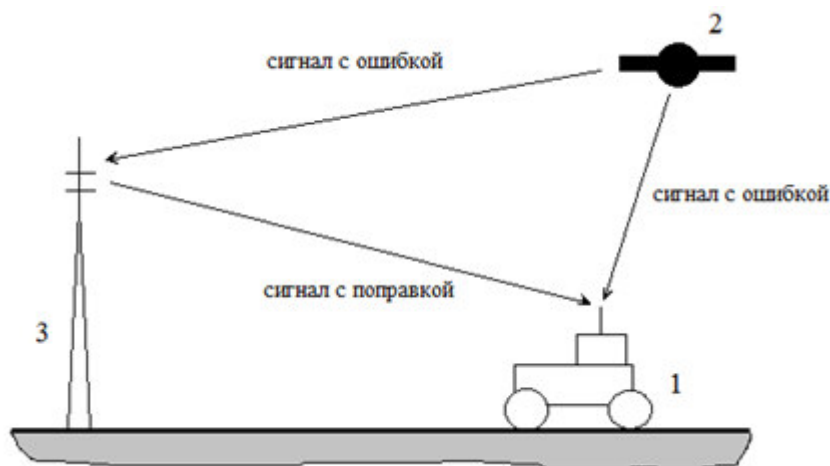 2
сигнал с ошибкой
сигнал с ошибкой
сигнал с поправкой
3
1